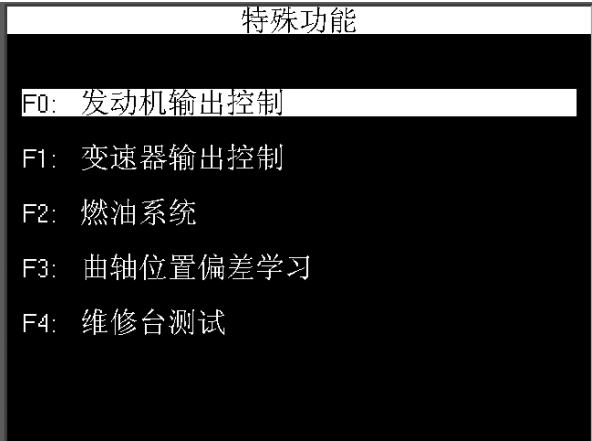 特殊功能
F0: 发动机输出控制
F1: 变速器输出控制
F2: 燃油系统
F3: 曲轴位置偏差学习
F4: 维修台测试